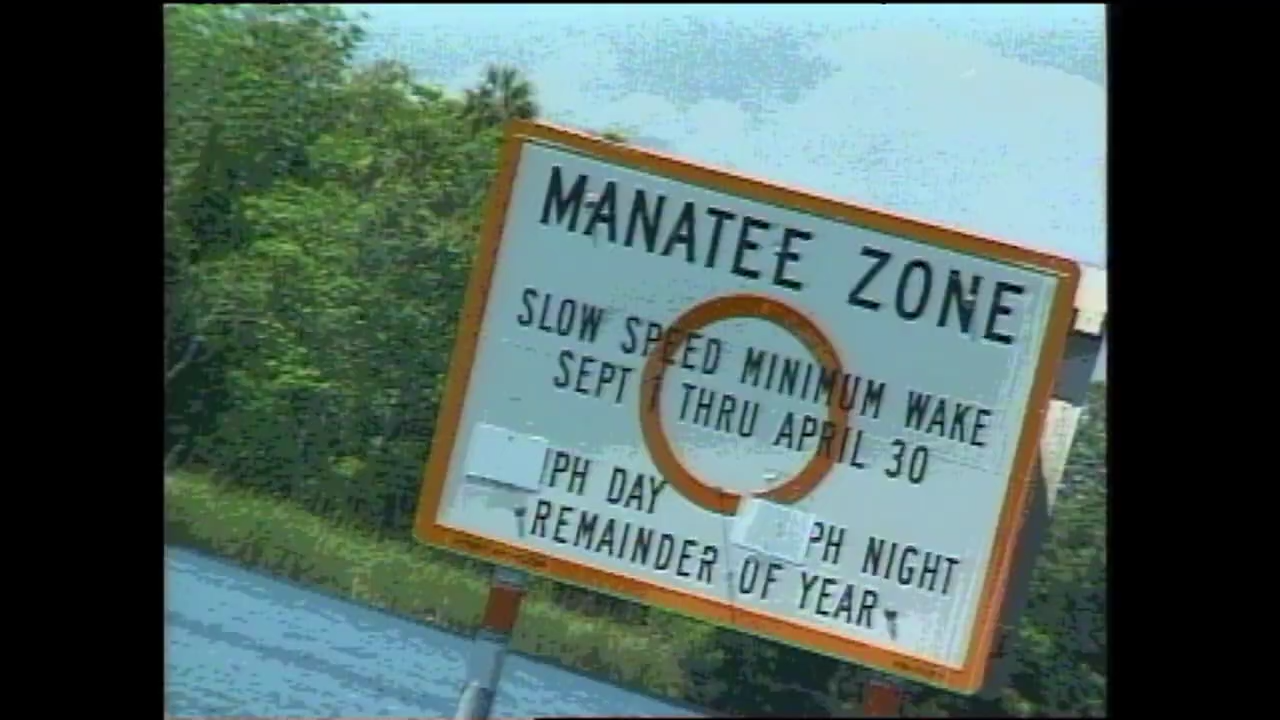 MANATEE ZONE
SLOW SPEED MINIMUM WAKE
SEPT 1 THRU APRIL 30
PH DAY PH NIGHT
REMAINDER OF YEAR